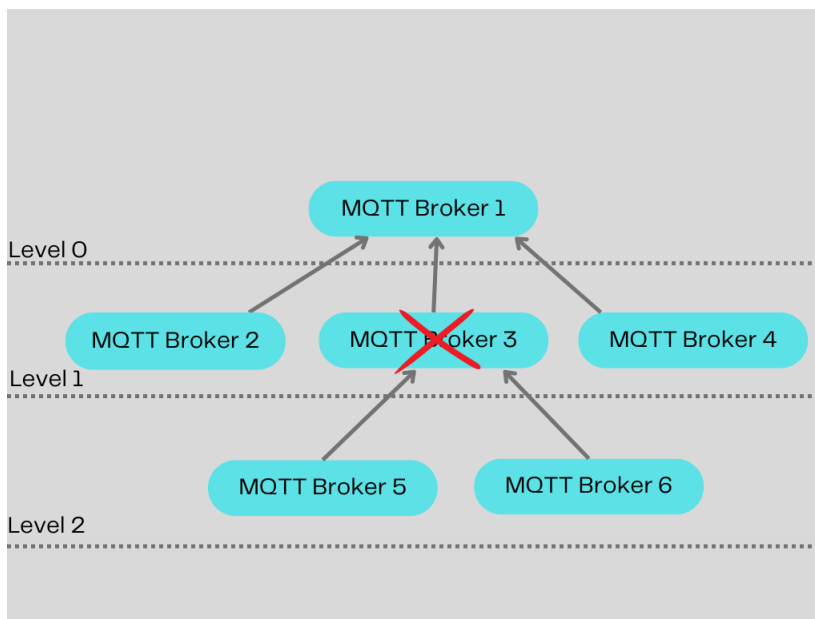 MQTT Broker 1
Level 0
MQTT Broker 2
MQTT Broker 3
MQTT Broker 4
Level 1
MQTT Broker 5
MQTT Broker 6
Level 2